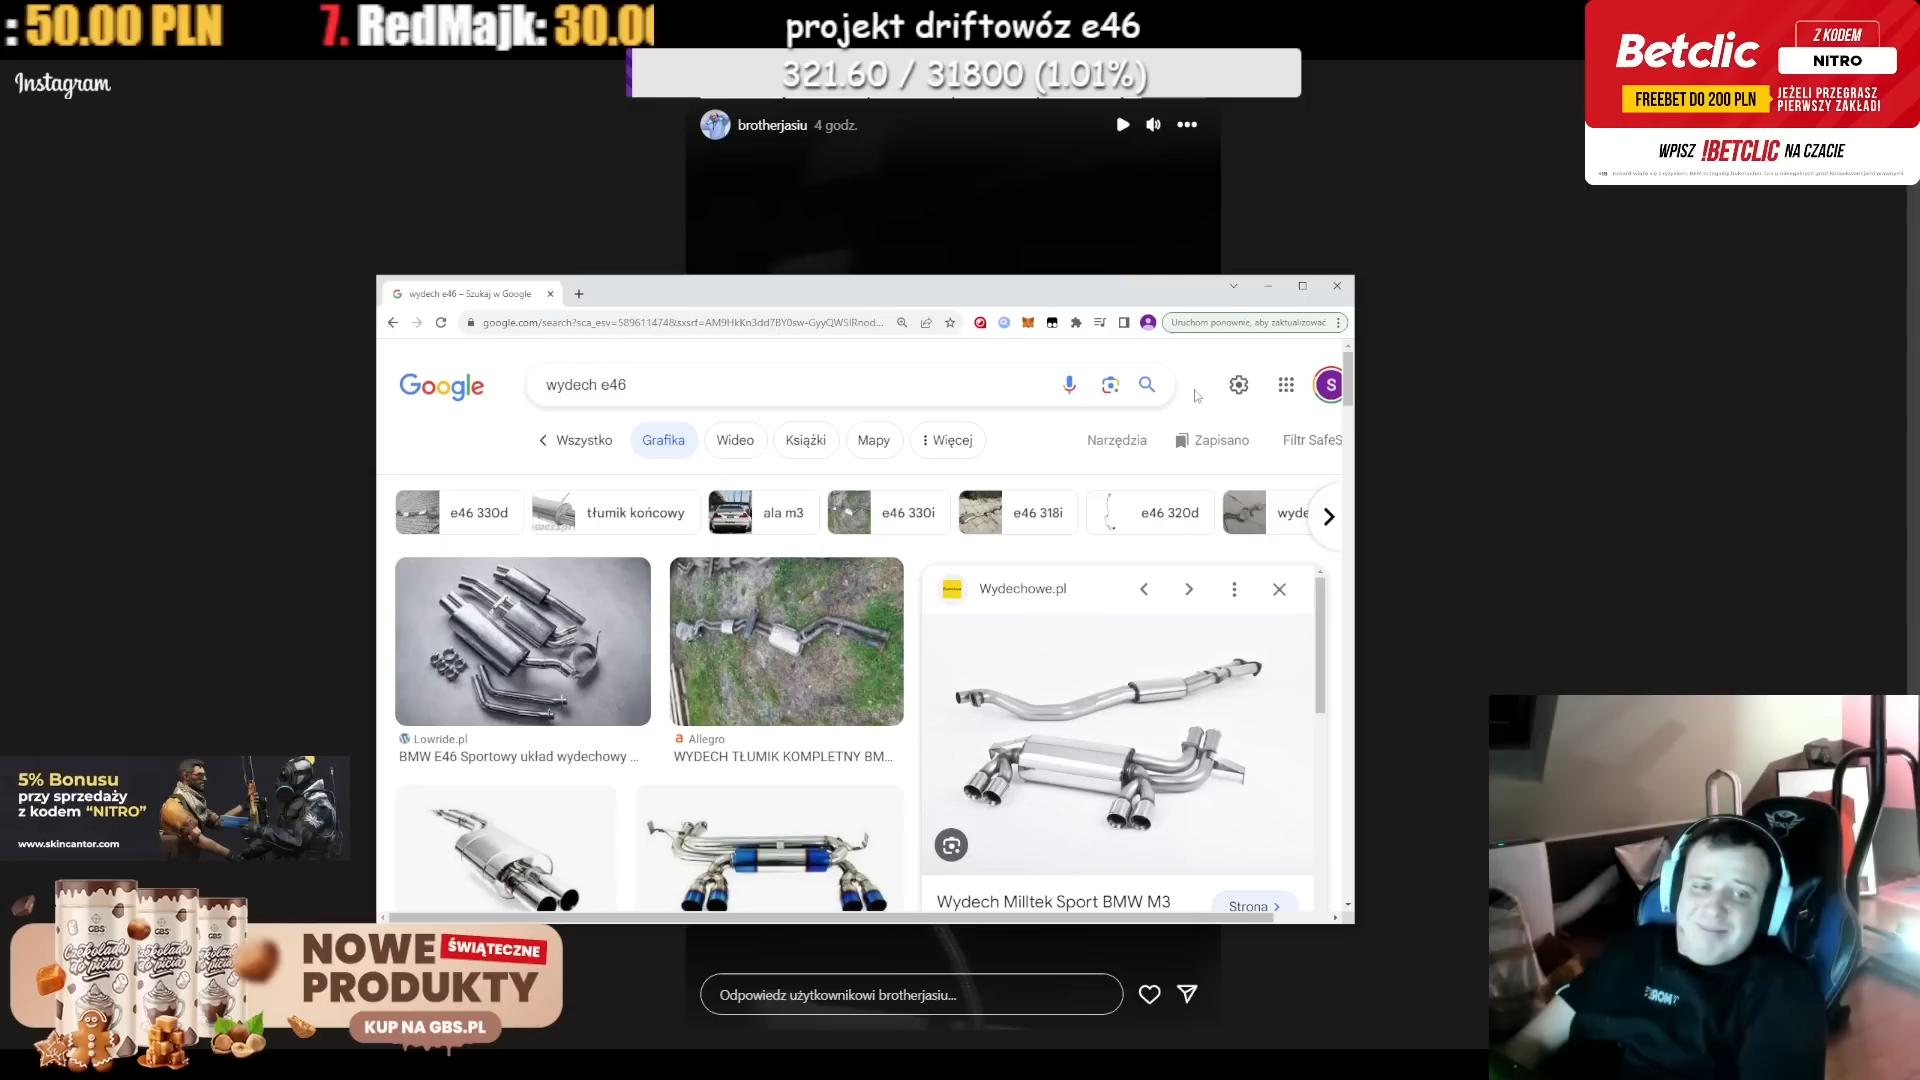 : 50.00 PLN
7. RedMajk: 30.0
projekt driftowóz e46
321.60 / 31800 (1.01%)
Instagram
brotherjasiu 4 godz.
Betclic
Z KODEM
NITRO
FREEBET DO 200 PLN
JEŻELI PRZEGRASZ
PIERWSZY ZAKŁAD!
WPISZ !BETCLIC NA CZACIE
wydech e46 – Szukaj w Google
google.com/search?sca_esv=589611474&sxsrf=AM9HkKn3dd7BY0sw-GyyQWSIRnod...
Uruchom ponownie, aby zaktualizować
Google
wydech e46
S
Wszystko
Grafika
Wideo
Książki
Mapy
Więcej
Narzędzia
Zapisano
Filtr SafeS
e46 330d
tłumik końcowy
ala m3
e46 330i
e46 318i
e46 320d
wyde
Wydechowe.pl
Lowride.pl
BMW E46 Sportowy układ wydechowy ...
a Allegro
WYDECH TŁUMIK KOMPLETNY BM...
Wydech Milltek Sport BMW M3
Strona
5% Bonusu
przy sprzedaży
z kodem “NITRO”
www.skincantor.com
GBS
GBS
GBS
Czekolada
do picia
NOWE ŚWIĄTECZNE
PRODUKTY
KUP NA GBS.PL
Odpowiedz użytkownikowi brotherjasiu...